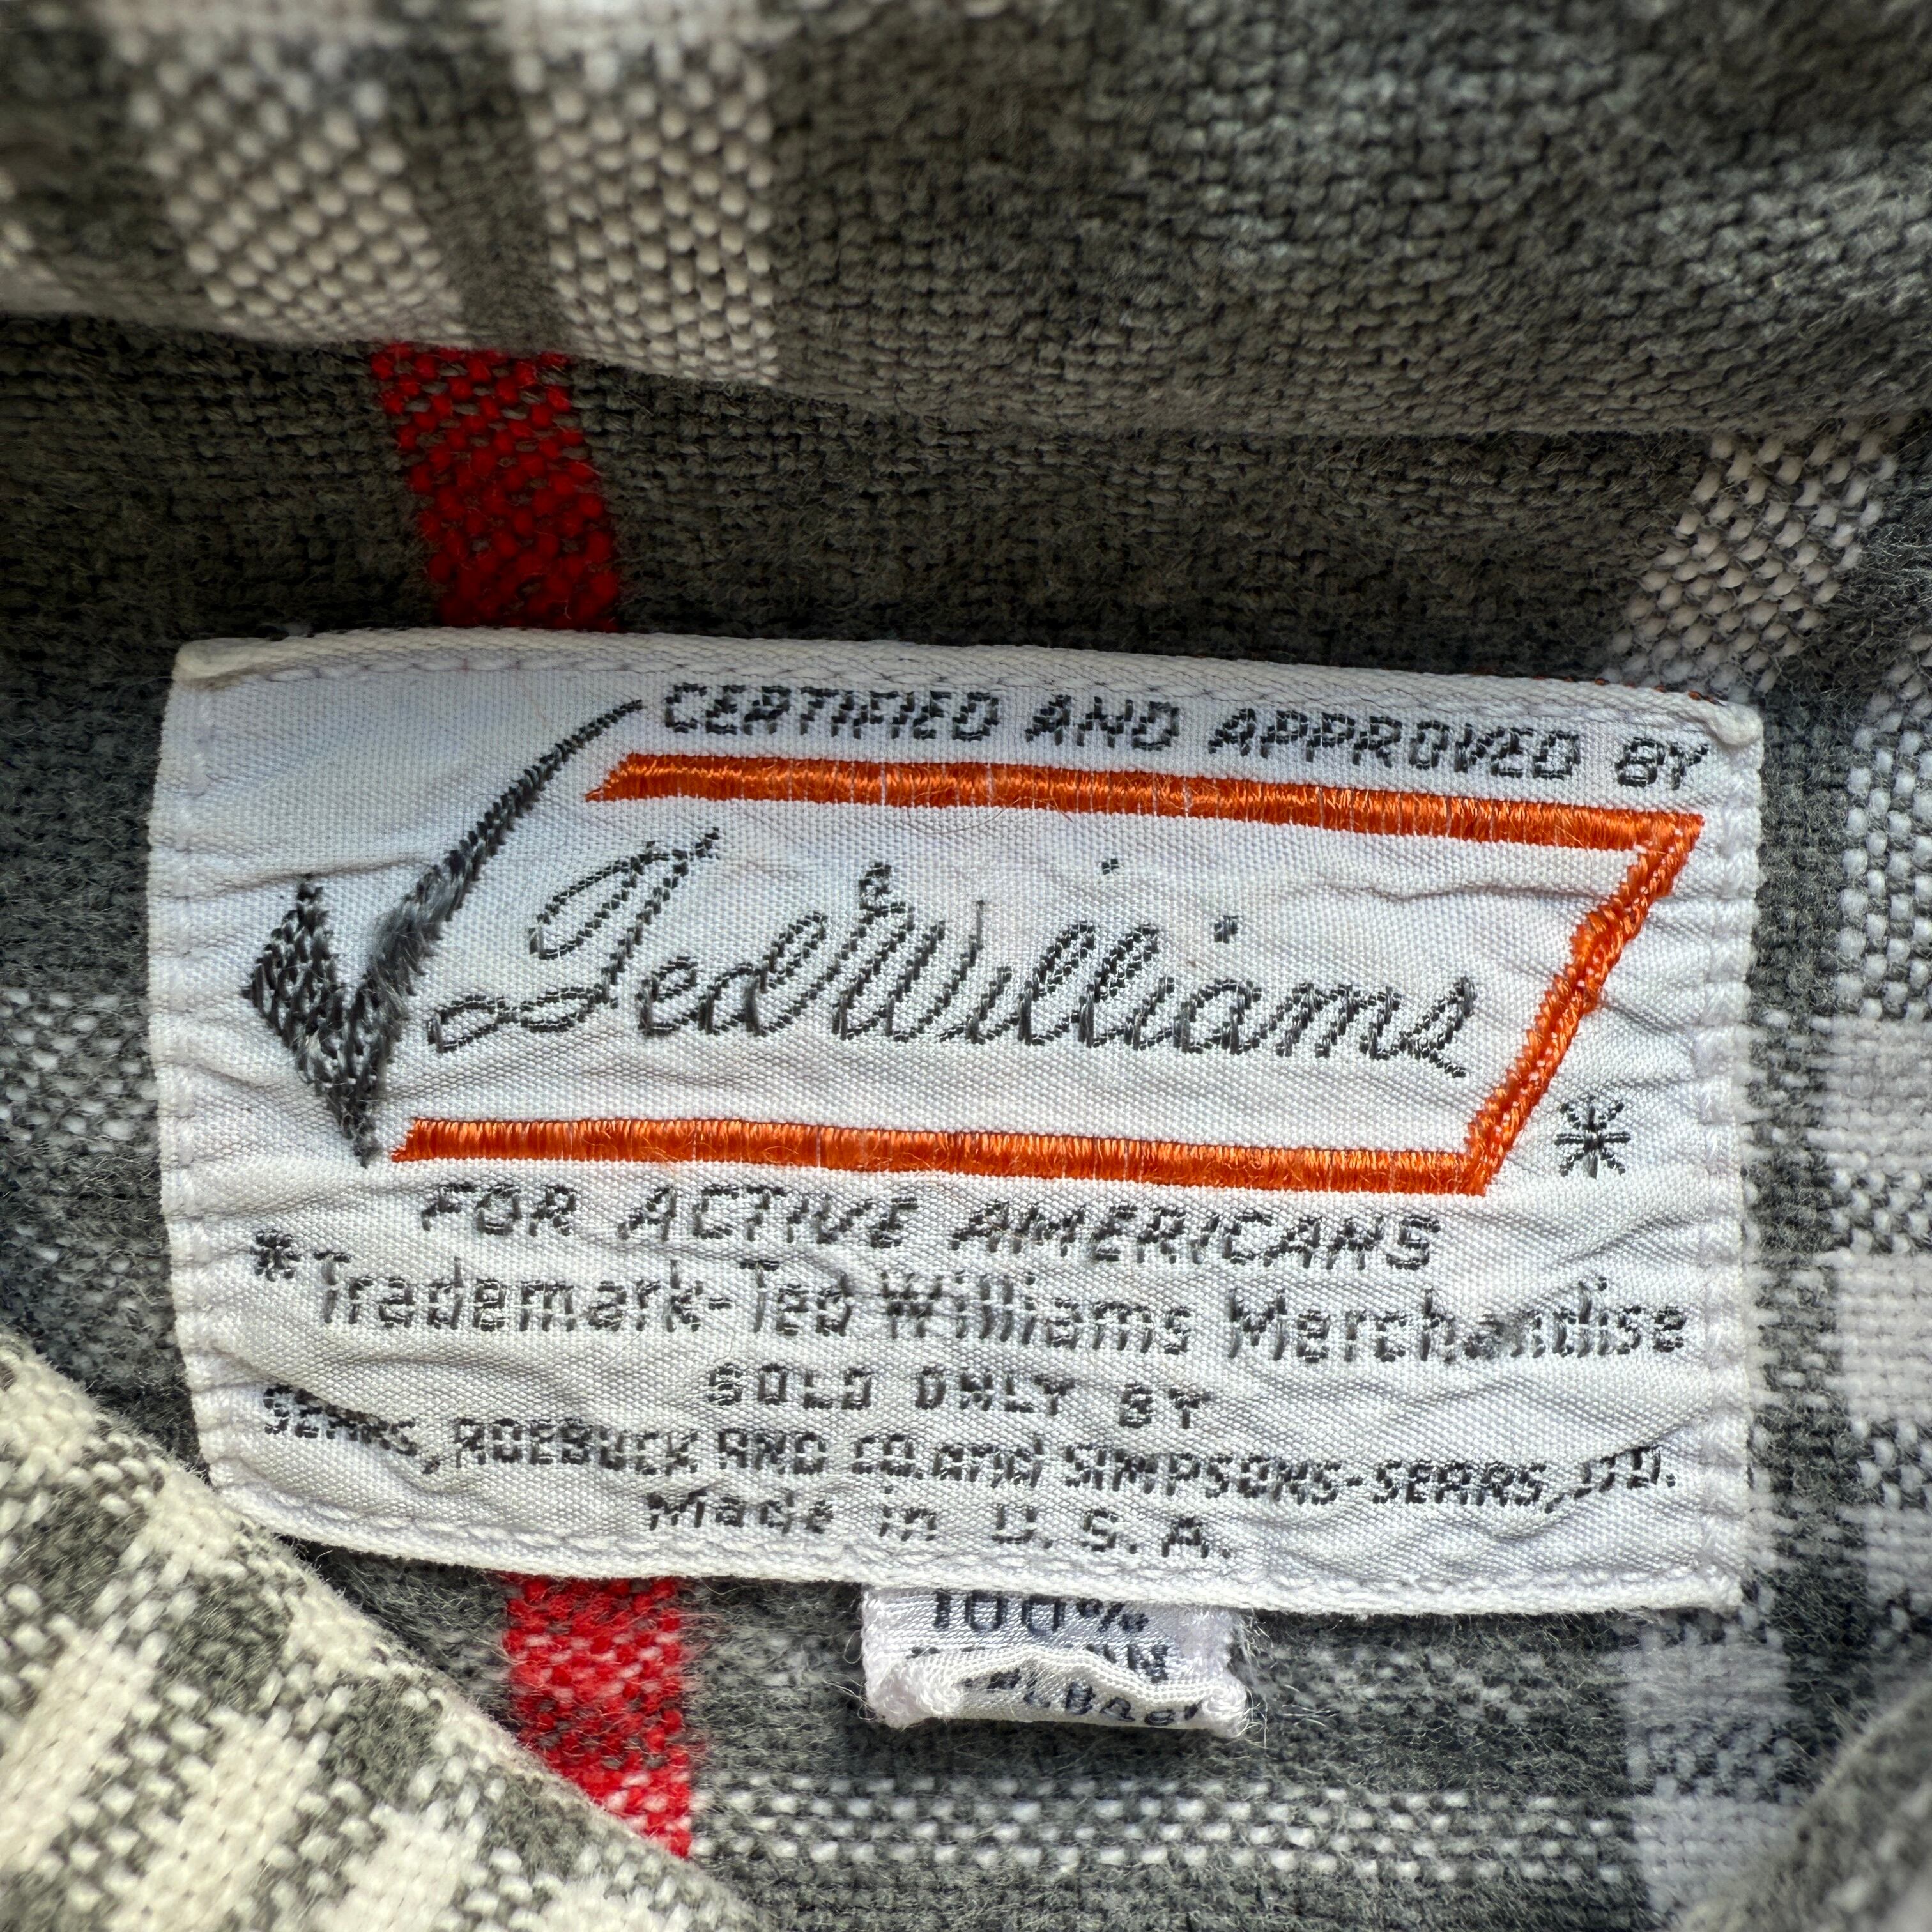 CERTIFIED AND APPROVED BY
Ted Williams
*
FOR ACTIVE AMERICANS
*Trademark-Ted Williams Merchandise
SOLD ONLY BY
SEARS, ROEBUCK AND CO. and SIMPSONS-SEARS, LTD.
Made in U.S.A.
100%